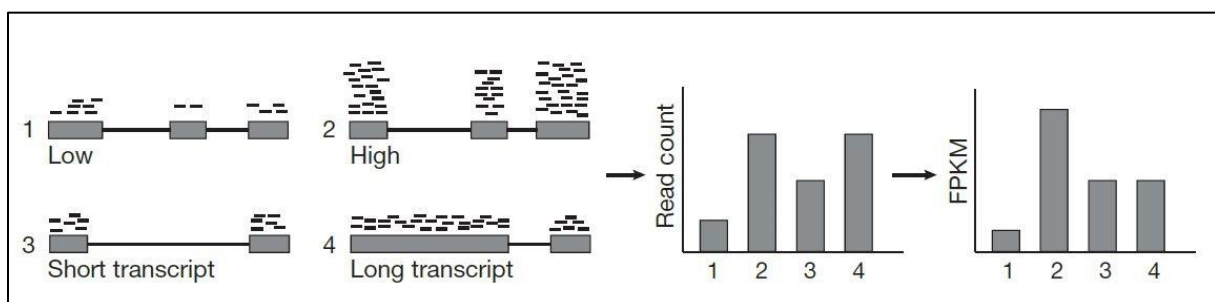 1
Low
2
High
3
Short transcript
4
Long transcript
Read count
1 2 3 4
FPKM
1 2 3 4